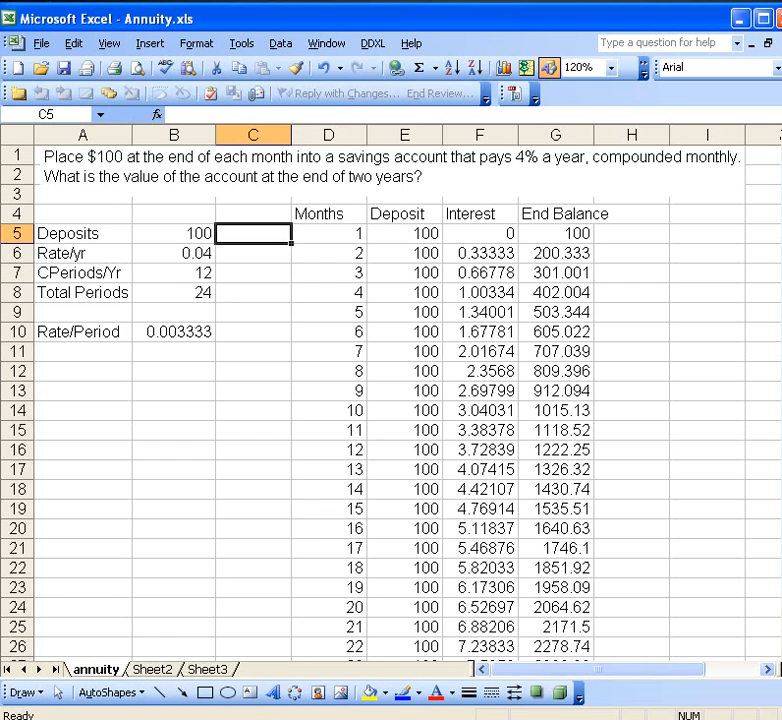 Microsoft Excel - Annuity.xls
File Edit View Insert Format Tools Data Window DDXL Help Type a question for help
120% Arial
Reply with Changes... End Review...
C5 fx
A B C D E F G H I
1 Place $100 at the end of each month into a savings account that pays 4% a year, compounded monthly.
2 What is the value of the account at the end of two years?
3
4 Months Deposit Interest End Balance
5 Deposits 100 1 100 0 100
6 Rate/yr 0.04 2 100 0.33333 200.333
7 CPeriods/Yr 12 3 100 0.66778 301.001
8 Total Periods 24 4 100 1.00334 402.004
9 5 100 1.34001 503.344
10 Rate/Period 0.003333 6 100 1.67781 605.022
11 7 100 2.01674 707.039
12 8 100 2.3568 809.396
13 9 100 2.69799 912.094
14 10 100 3.04031 1015.13
15 11 100 3.38378 1118.52
16 12 100 3.72839 1222.25
17 13 100 4.07415 1326.32
18 14 100 4.42107 1430.74
19 15 100 4.76914 1535.51
20 16 100 5.11837 1640.63
21 17 100 5.46876 1746.1
22 18 100 5.82033 1851.92
23 19 100 6.17306 1958.09
24 20 100 6.52697 2064.62
25 21 100 6.88206 2171.5
26 22 100 7.23833 2278.74
annuity Sheet2 Sheet3
Draw AutoShapes
Ready NUM